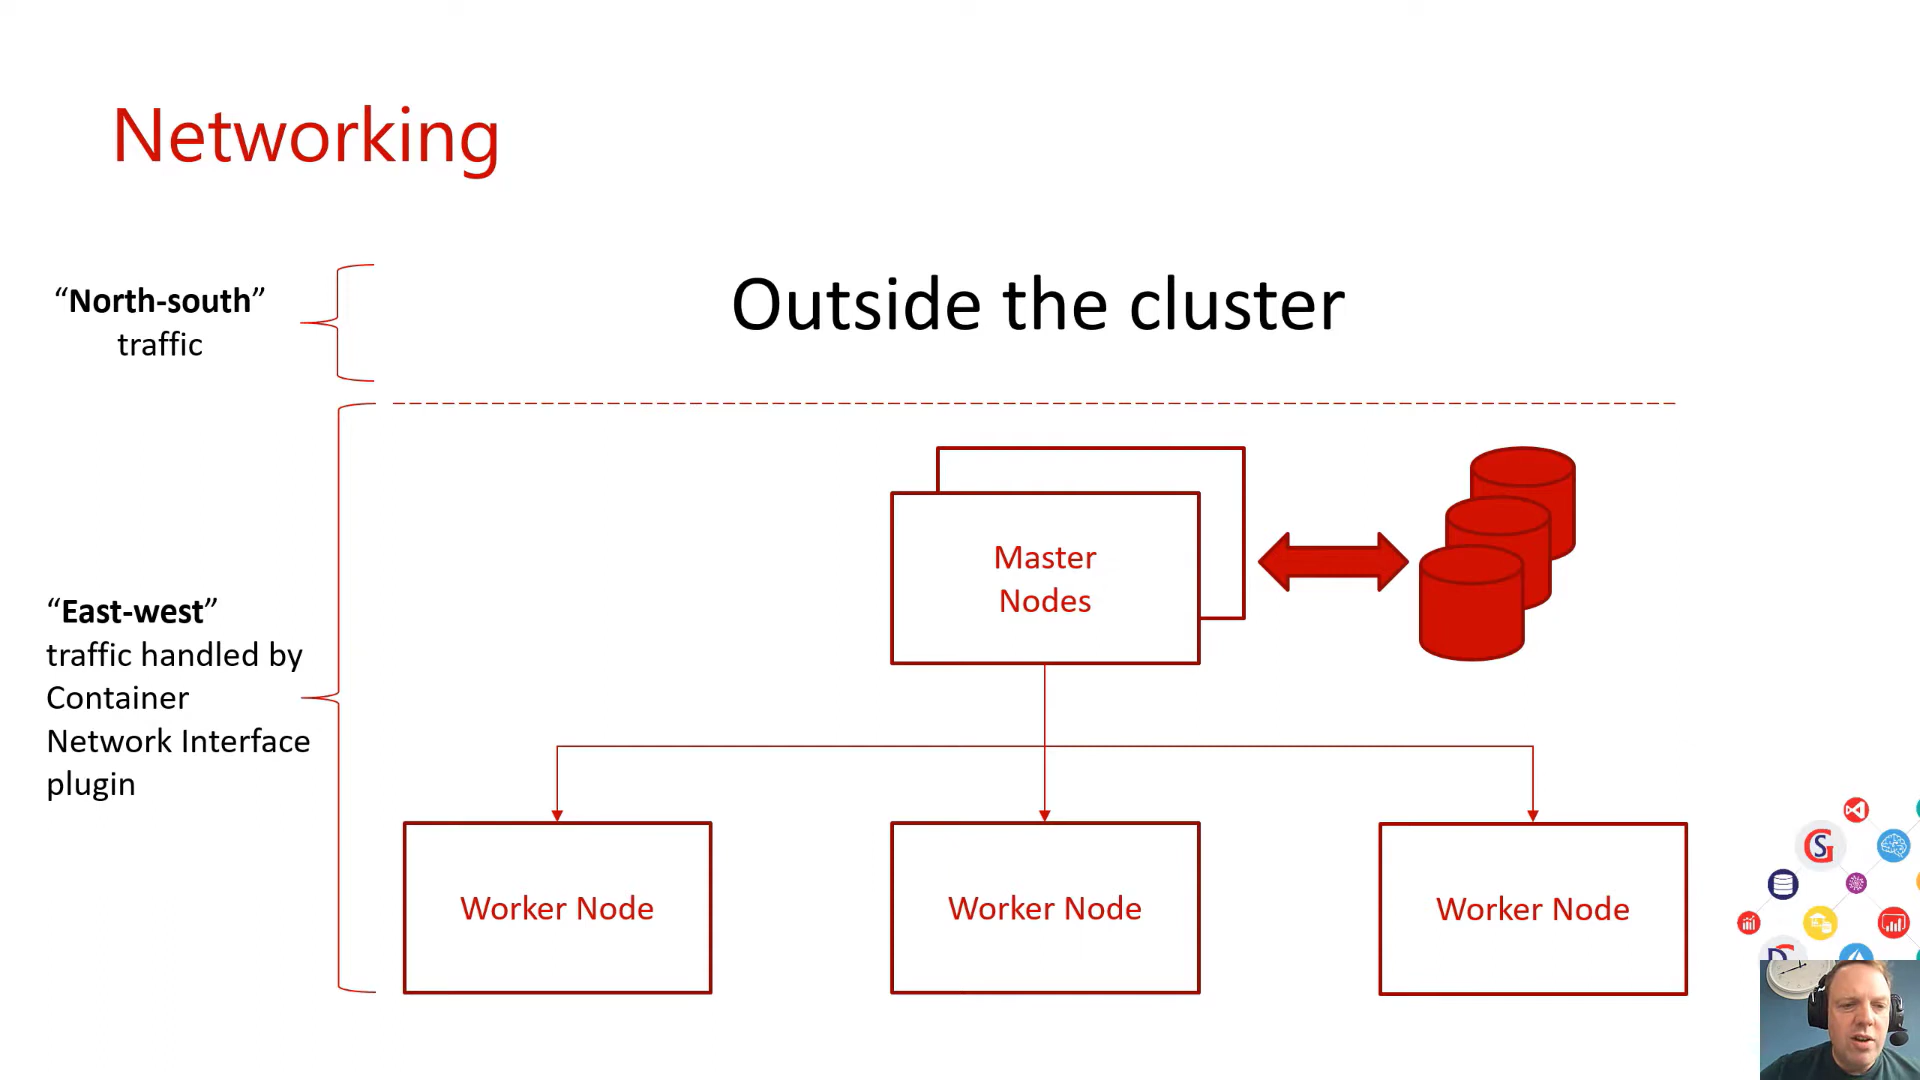 Networking
“North-south”
traffic
Outside the cluster
“East-west”
traffic handled by
Container
Network Interface
plugin
Master
Nodes
Worker Node
Worker Node
Worker Node